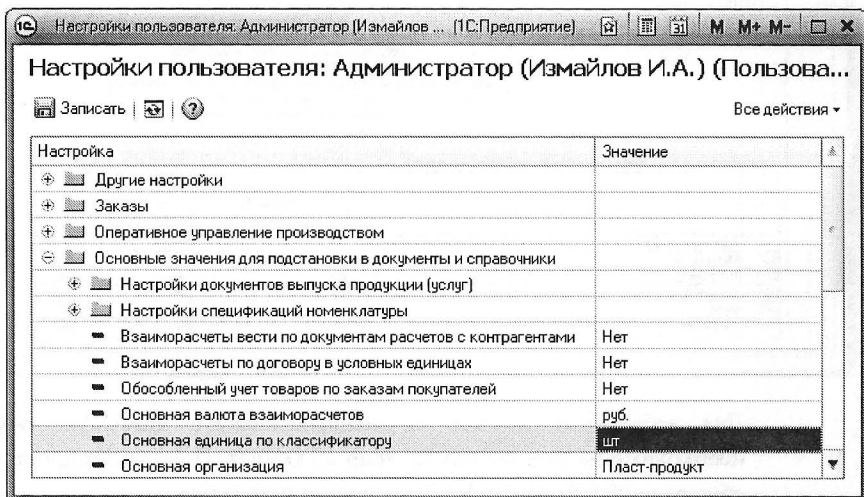 1С Настройки пользователя: Администратор (Измайлов ... (1С:Предприятие) 31 M M+ M-
Настройки пользователя: Администратор (Измайлов И.А.) (Пользова...
Записать ? Все действия
Настройка Значение
Другие настройки
Заказы
Оперативное управление производством
Основные значения для подстановки в документы и справочники
Настройки документов выпуска продукции (услуг)
Настройки спецификаций номенклатуры
Взаиморасчеты вести по документам расчетов с контрагентами Нет
Взаиморасчеты по договору в условных единицах Нет
Обособленный учет товаров по заказам покупателей Нет
Основная валюта взаиморасчетов руб.
Основная единица по классификатору шт
Основная организация Пласт-продукт